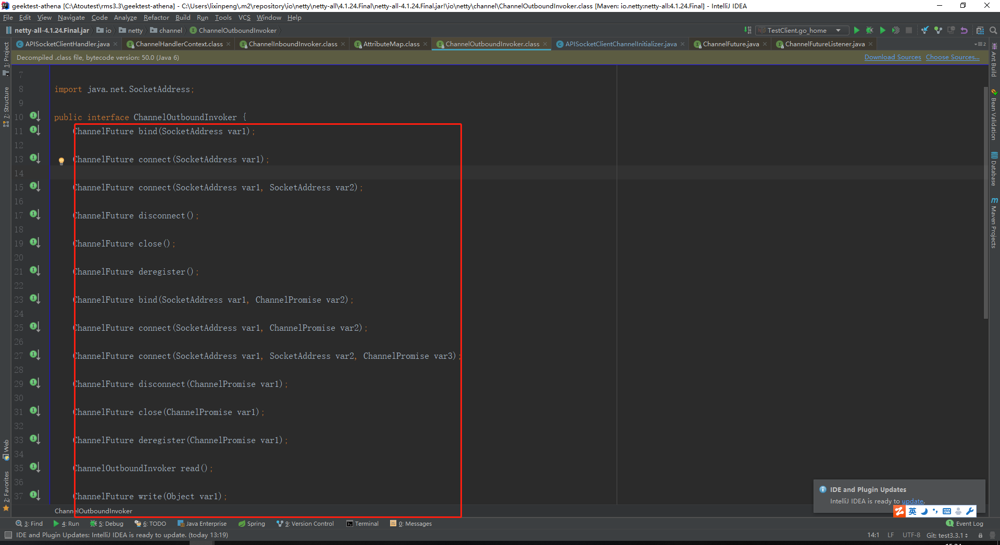 geektest-athena [C:\Atoutest\rms3.3\geektest-athena] - C:\Users\lixinpeng\.m2\repository\io\netty\netty-all\4.1.24.Final\netty-all-4.1.24.Final.jar!\io\netty\channel\ChannelOutboundInvoker.class [Maven: io.netty:netty-all:4.1.24.Final] - IntelliJ IDEA
File Edit View Navigate Code Analyze Refactor Build Run Tools VCS Window Help
netty-all-4.1.24.Final.jar io netty channel ChannelOutboundInvoker TestClient.go_home
APISocketClientHandler.java ChannelHandlerContext.class ChannelInboundInvoker.class AttributeMap.class ChannelOutboundInvoker.class APISocketClientChannelInitializer.java ChannelFuture.java ChannelFutureListener.java
Decompiled .class file, bytecode version: 50.0 (Java 6) Download Sources Choose Sources...
1: Project
7: Structure
Web
2: Favorites
7
8 import java.net.SocketAddress;
9
10 public interface ChannelOutboundInvoker {
11 ChannelFuture bind(SocketAddress var1);
12
13 ChannelFuture connect(SocketAddress var1);
14
15 ChannelFuture connect(SocketAddress var1, SocketAddress var2);
16
17 ChannelFuture disconnect();
18
19 ChannelFuture close();
20
21 ChannelFuture deregister();
22
23 ChannelFuture bind(SocketAddress var1, ChannelPromise var2);
24
25 ChannelFuture connect(SocketAddress var1, ChannelPromise var2);
26
27 ChannelFuture connect(SocketAddress var1, SocketAddress var2, ChannelPromise var3);
28
29 ChannelFuture disconnect(ChannelPromise var1);
30
31 ChannelFuture close(ChannelPromise var1);
32
33 ChannelFuture deregister(ChannelPromise var1);
34
35 ChannelOutboundInvoker read();
36
37 ChannelFuture write(Object var1);
ChannelOutboundInvoker
Ant Build
Bean Validation
Database
Maven Projects
IDE and Plugin Updates
IntelliJ IDEA is ready to update.
英
3: Find 4: Run 5: Debug 6: TODO Java Enterprise Spring 9: Version Control Terminal 0: Messages 1 Event Log
IDE and Plugin Updates: IntelliJ IDEA is ready to update. (today 13:19) 14:1 LF UTF-8 Git: test3.3.1